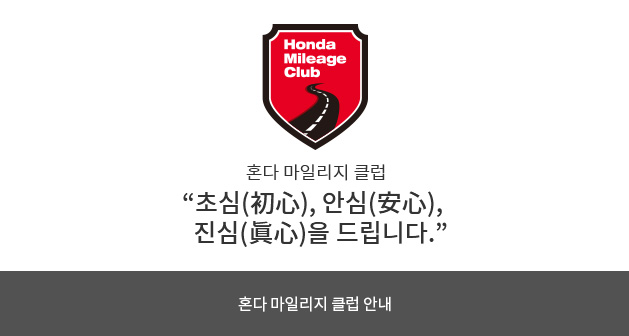 Honda
Mileage
Club
혼다 마일리지 클럽
“초심(初心), 안심(安心),
진심(眞心)을 드립니다.”
혼다 마일리지 클럽 안내